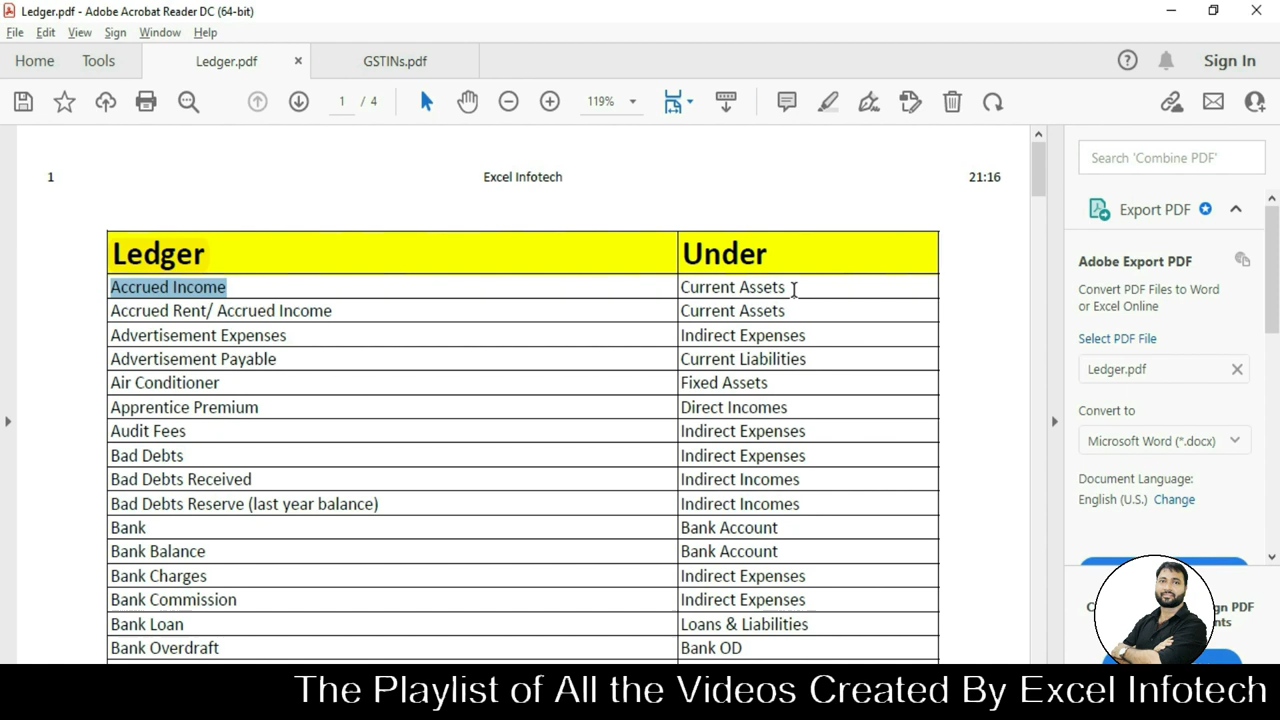 Ledger.pdf - Adobe Acrobat Reader DC (64-bit)
File Edit View Sign Window Help
Home Tools Ledger.pdf × GSTINs.pdf Sign In
1 / 4 119%
Search 'Combine PDF'
1 Excel Infotech 21:16
Export PDF
Ledger Under
Accrued Income Current Assets
Accrued Rent/ Accrued Income Current Assets
Advertisement Expenses Indirect Expenses
Advertisement Payable Current Liabilities
Air Conditioner Fixed Assets
Apprentice Premium Direct Incomes
Audit Fees Indirect Expenses
Bad Debts Indirect Expenses
Bad Debts Received Indirect Incomes
Bad Debts Reserve (last year balance) Indirect Incomes
Bank Bank Account
Bank Balance Bank Account
Bank Charges Indirect Expenses
Bank Commission Indirect Expenses
Bank Loan Loans & Liabilities
Bank Overdraft Bank OD
Adobe Export PDF
Convert PDF Files to Word
or Excel Online
Select PDF File
Ledger.pdf
Convert to
Microsoft Word (*.docx)
Document Language:
English (U.S.) Change
PDF
The Playlist of All the Videos Created By Excel Infotech